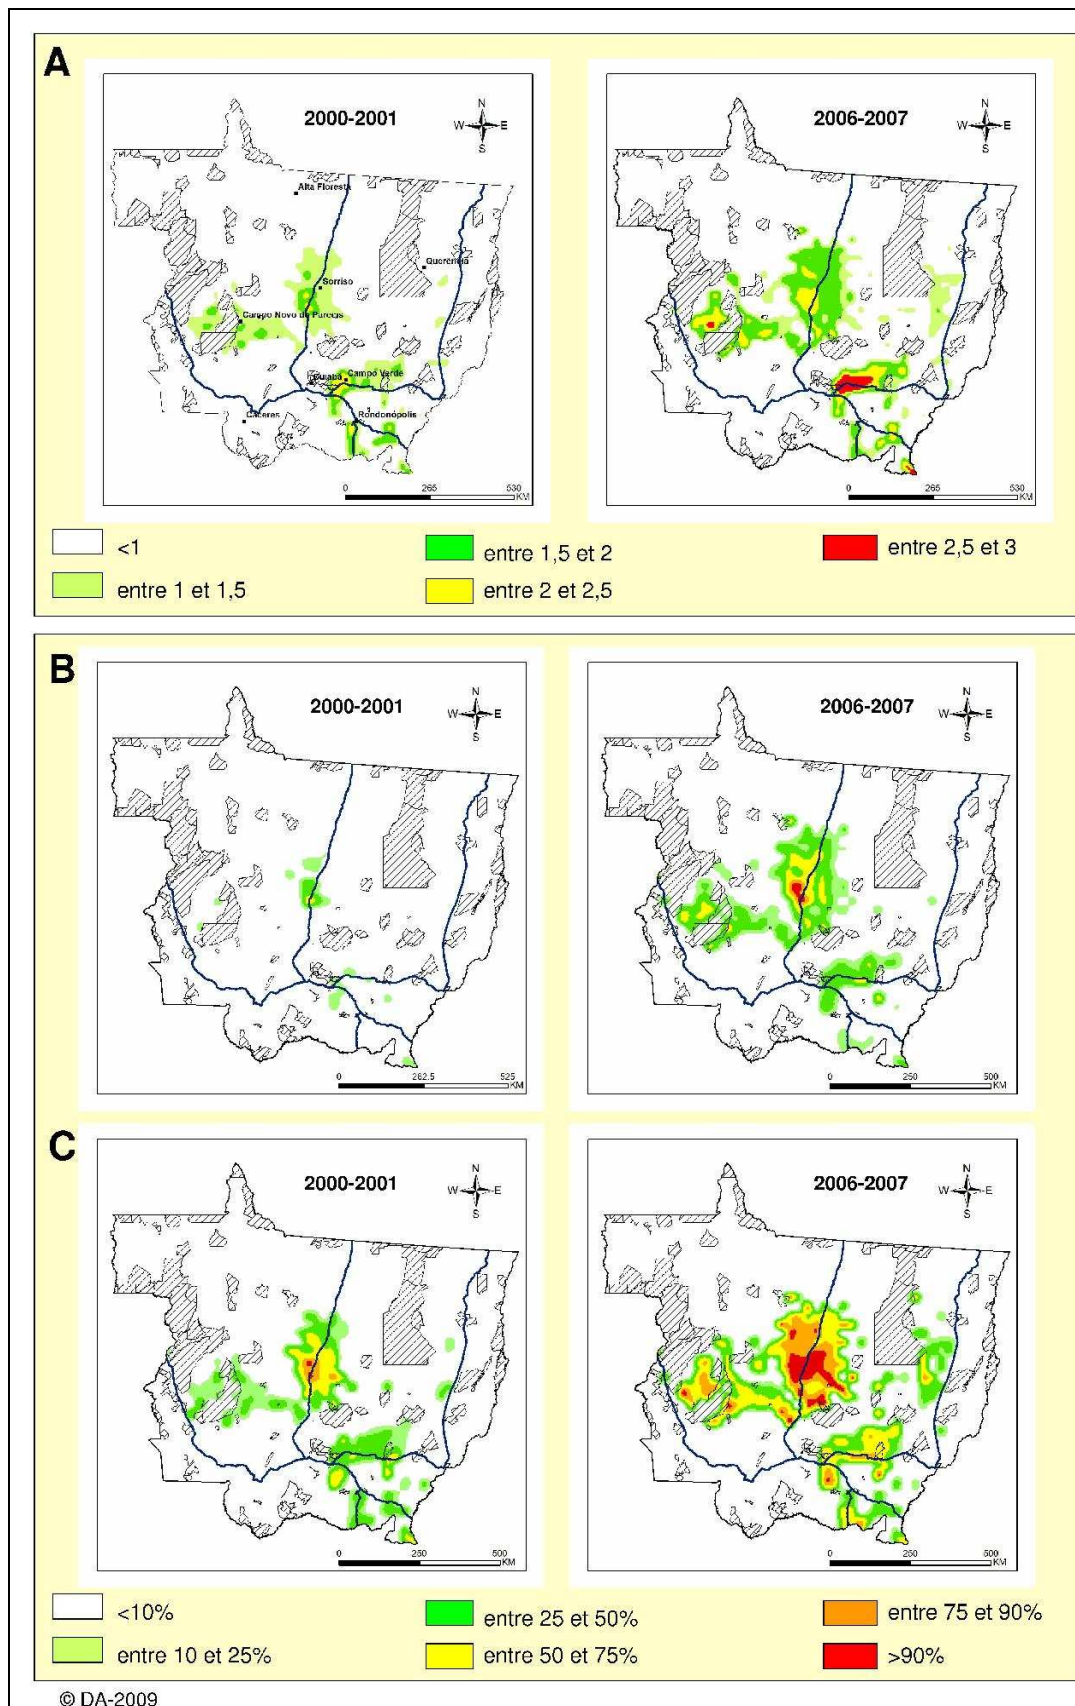 A
2000-2001
N
W E
S
Alta Floresta
Querência
Sorriso
Campo Novo de Parecis
Cuiabá
Campo Verde
Cáceres
Rondonópolis
0 265 530
KM
2006-2007
N
W E
S
0 265 530
KM
<1
entre 1 et 1,5
entre 1,5 et 2
entre 2 et 2,5
entre 2,5 et 3
B
2000-2001
N
W E
S
0 262.5 525
KM
2006-2007
N
W E
S
0 250 500
KM
C
2000-2001
N
W E
S
0 250 500
KM
2006-2007
N
W E
S
0 250 500
KM
<10%
entre 10 et 25%
entre 25 et 50%
entre 50 et 75%
entre 75 et 90%
>90%
© DA-2009